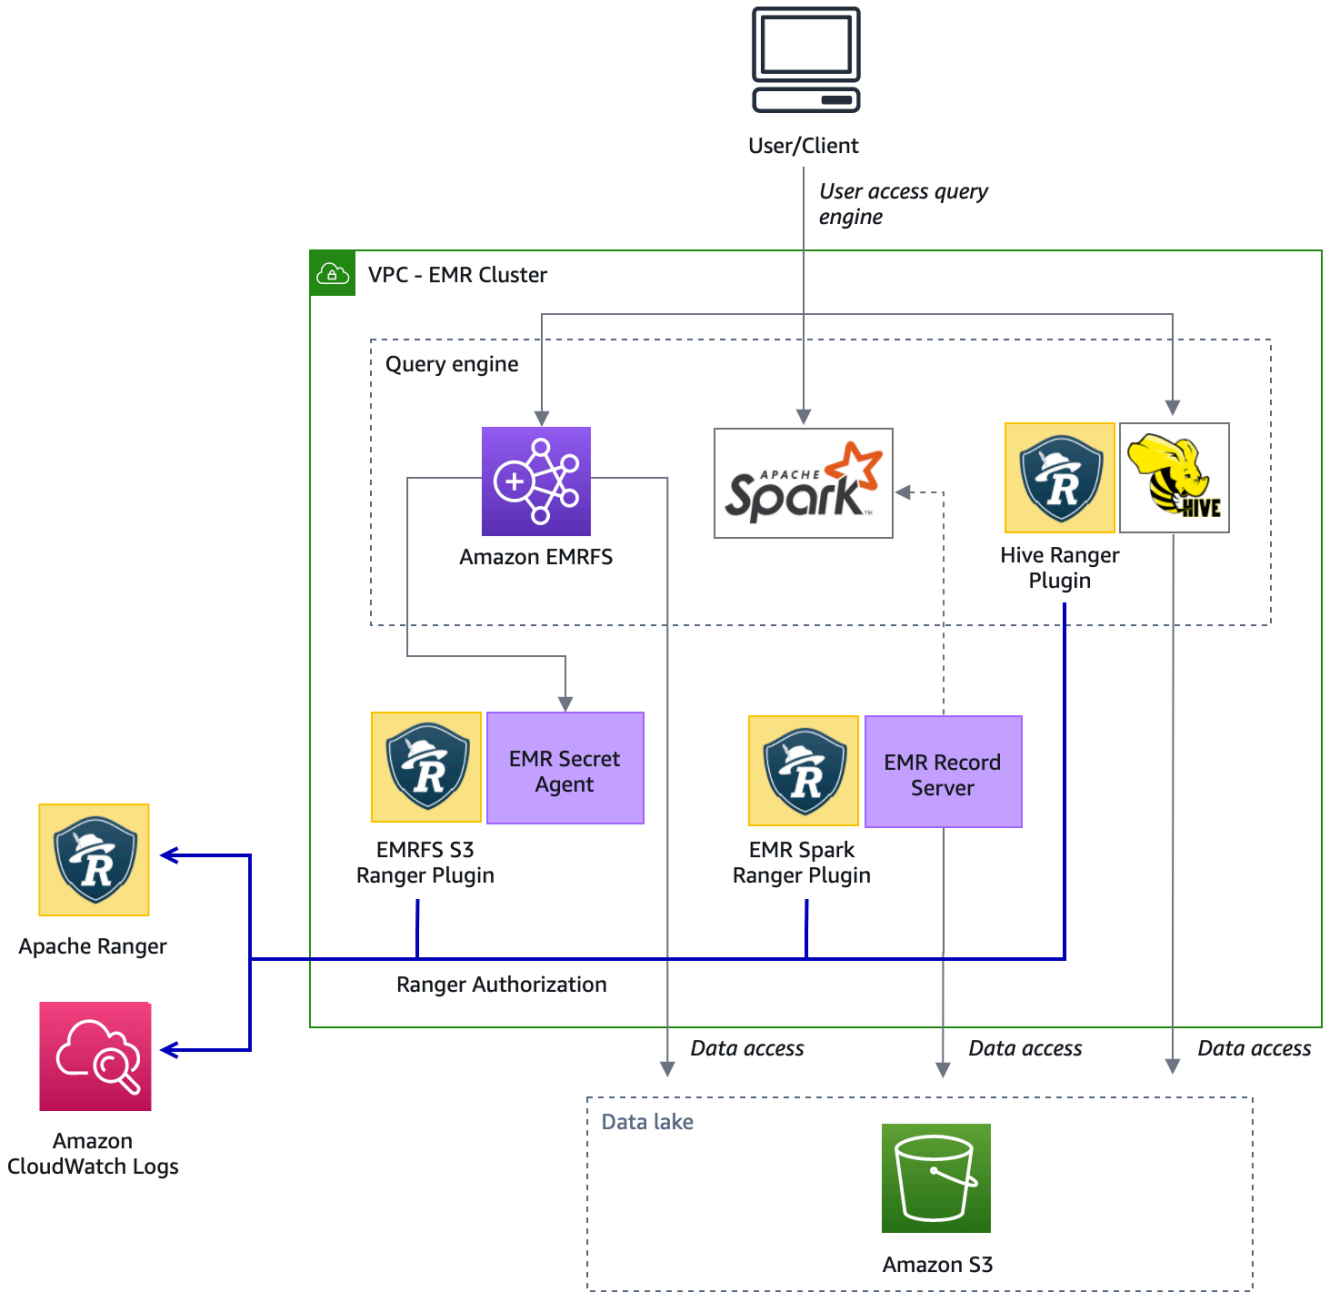 User/Client
User access query
engine
VPC - EMR Cluster
Query engine
APACHE
Spark™
HIVE
Amazon EMRFS
Hive Ranger
Plugin
R
R
EMR Secret
Agent
R
EMR Record
Server
EMRFS S3
Ranger Plugin
EMR Spark
Ranger Plugin
R
Apache Ranger
Ranger Authorization
Data access
Data access
Data access
Amazon
CloudWatch Logs
Data lake
Amazon S3